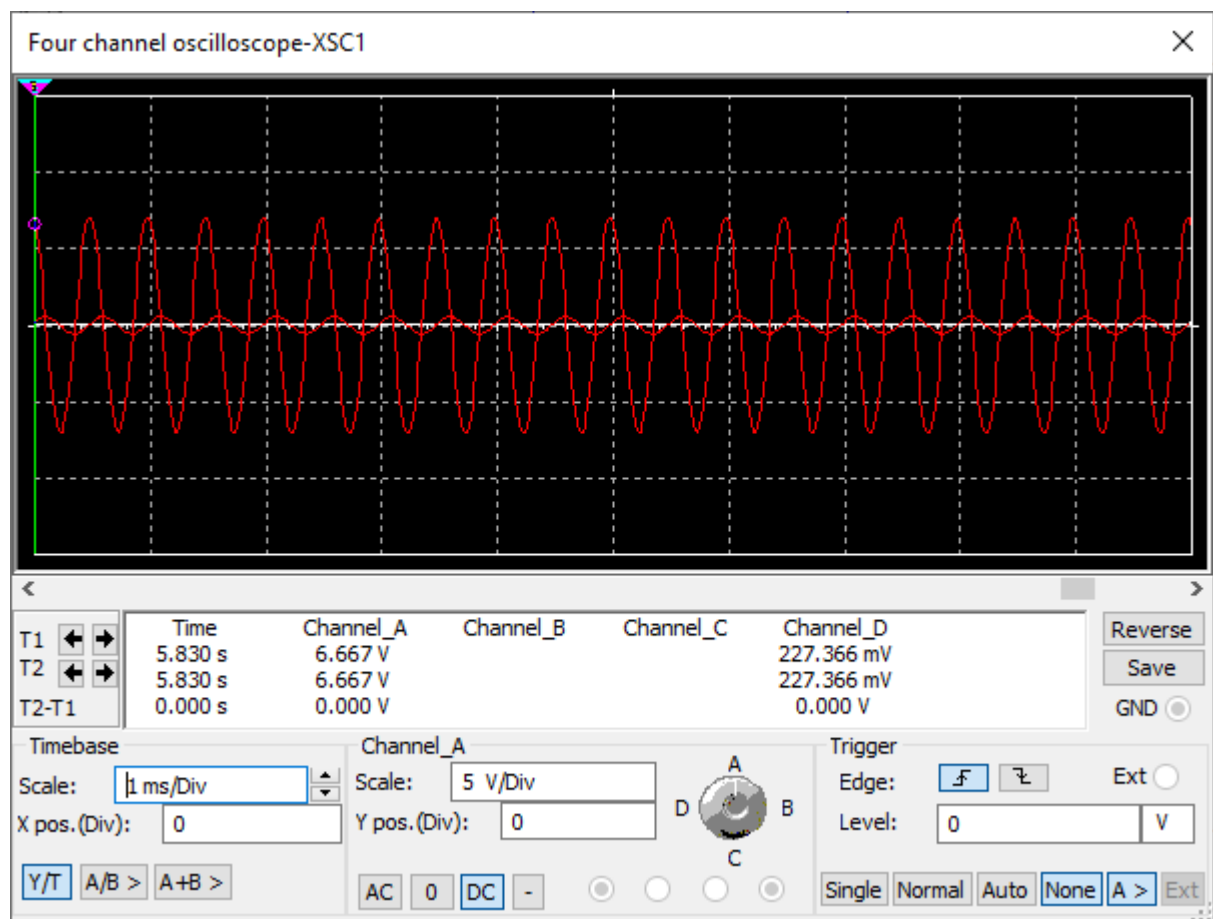 Four channel oscilloscope-XSC1
Time Channel_A Channel_B Channel_C Channel_D
T1 5.830 s 6.667 V 227.366 mV
T2 5.830 s 6.667 V 227.366 mV
T2-T1 0.000 s 0.000 V 0.000 V
Reverse
Save
GND
Timebase
Scale: 1 ms/Div
X pos.(Div): 0
Y/T A/B > A+B >
Channel_A
Scale: 5 V/Div
Y pos.(Div): 0
AC 0 DC -
A
D B
C
Trigger
Edge: Ext
Level: 0 V
Single Normal Auto None A > Ext